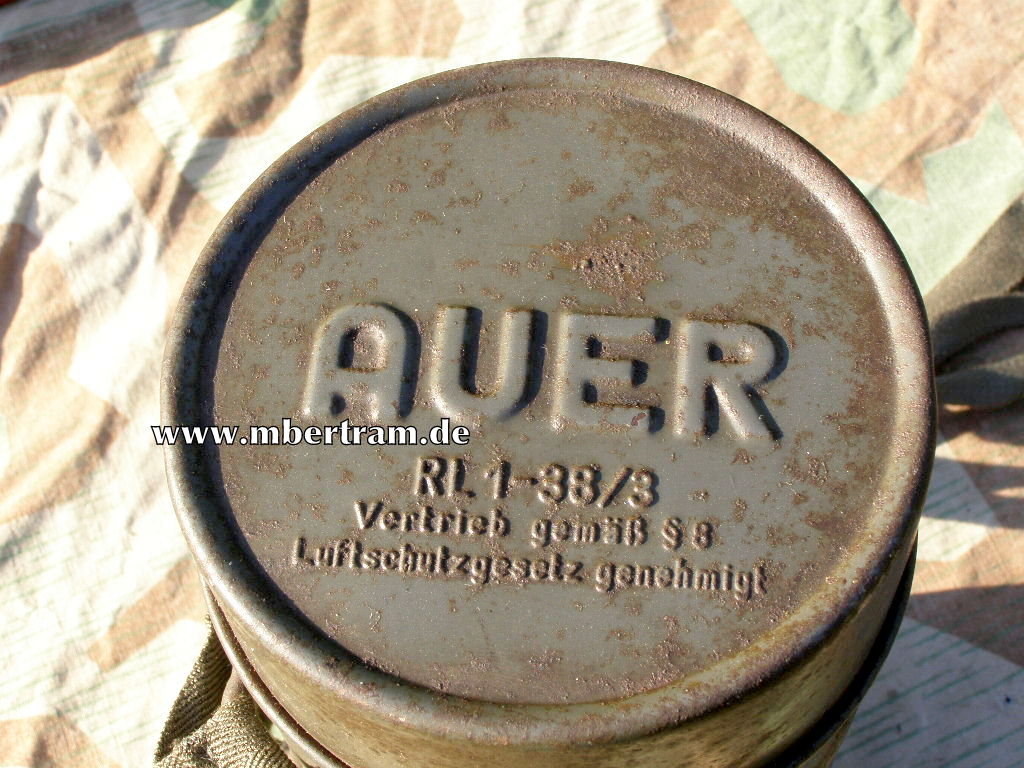 AUER
www.mbertram.de
RL 1-38/3
Vertrieb gemäß § 8
Luftschutzgesetz genehmigt